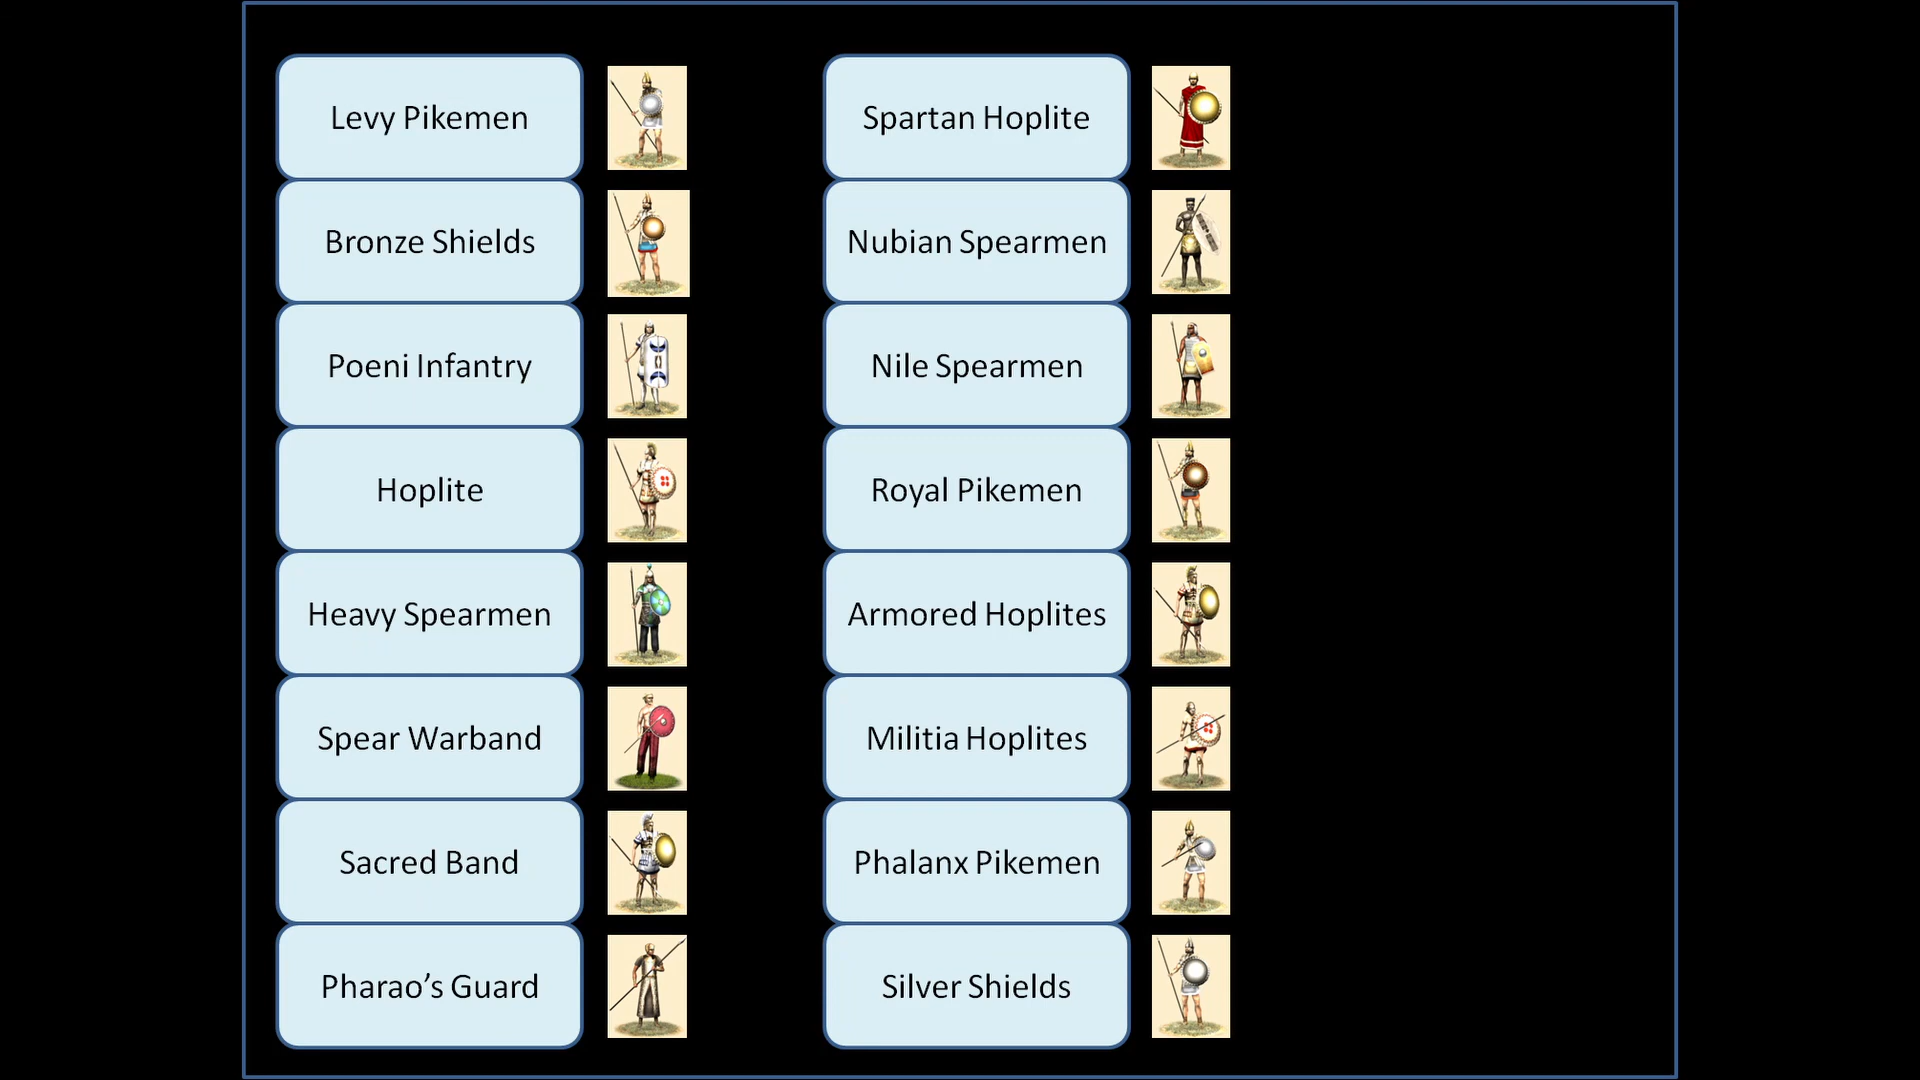 Levy Pikemen
Bronze Shields
Poeni Infantry
Hoplite
Heavy Spearmen
Spear Warband
Sacred Band
Pharao’s Guard
Spartan Hoplite
Nubian Spearmen
Nile Spearmen
Royal Pikemen
Armored Hoplites
Militia Hoplites
Phalanx Pikemen
Silver Shields